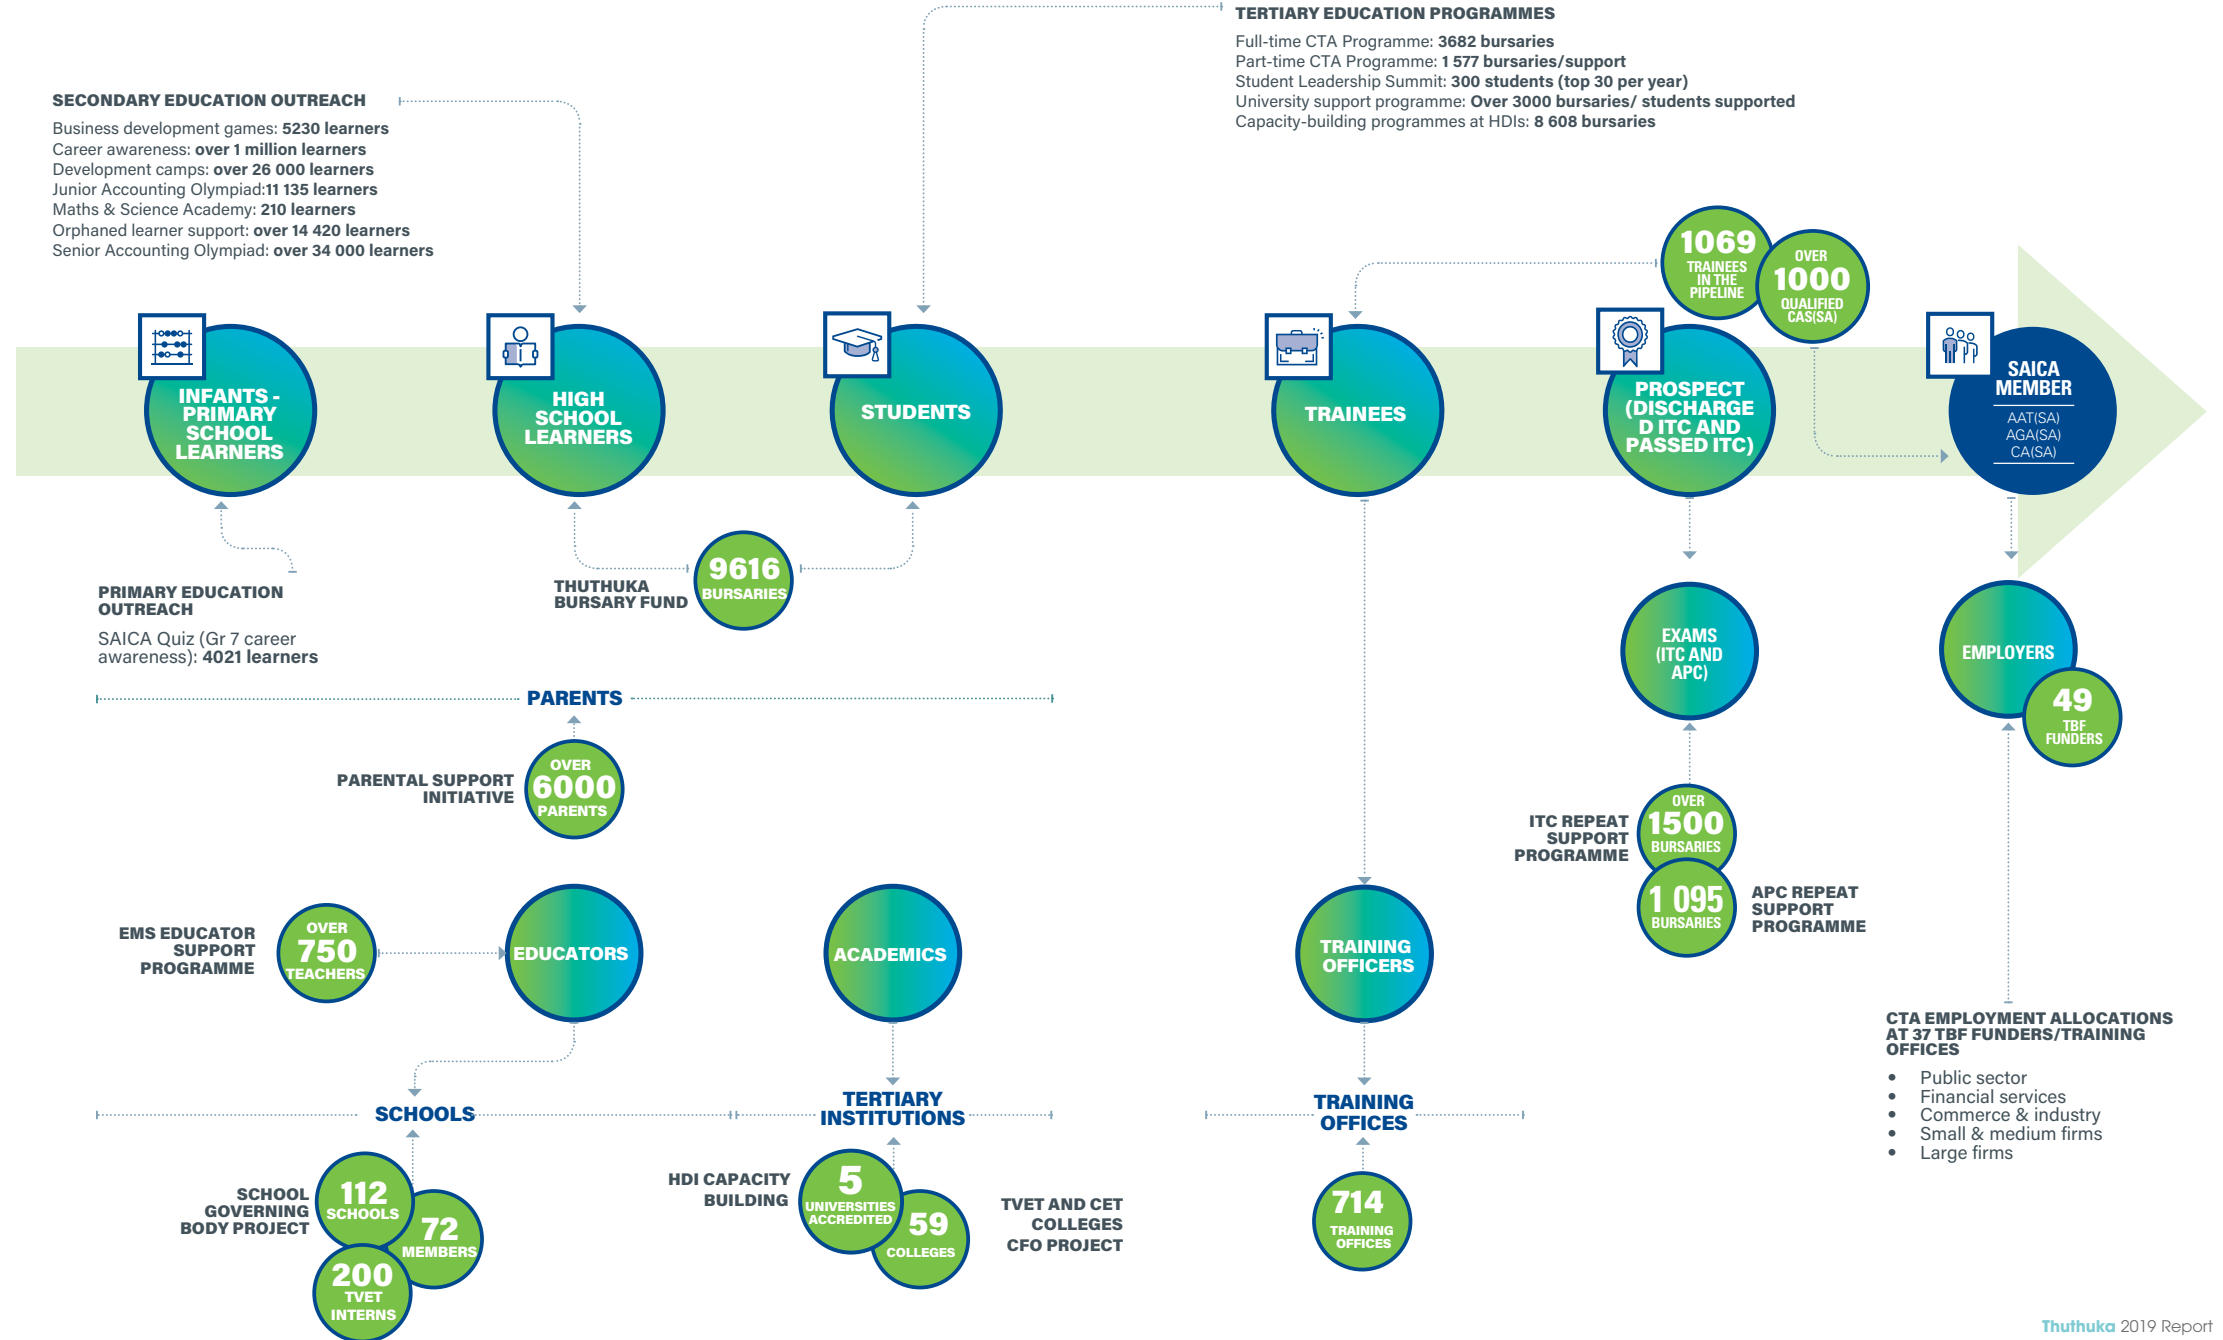 TERTIARY EDUCATION PROGRAMMES
Full-time CTA Programme: 3682 bursaries
Part-time CTA Programme: 1 577 bursaries/support
Student Leadership Summit: 300 students (top 30 per year)
University support programme: Over 3000 bursaries/ students supported
Capacity-building programmes at HDIs: 8 608 bursaries
SECONDARY EDUCATION OUTREACH
Business development games: 5230 learners
Career awareness: over 1 million learners
Development camps: over 26 000 learners
Junior Accounting Olympiad:11 135 learners
Maths & Science Academy: 210 learners
Orphaned learner support: over 14 420 learners
Senior Accounting Olympiad: over 34 000 learners
1069
TRAINEES
IN THE
PIPELINE
OVER
1000
QUALIFIED
CAS(SA)
INFANTS -
PRIMARY
SCHOOL
LEARNERS
HIGH
SCHOOL
LEARNERS
STUDENTS
TRAINEES
PROSPECT
(DISCHARGE
D ITC AND
PASSED ITC)
SAICA
MEMBER
AAT(SA)
AGA(SA)
CA(SA)
PRIMARY EDUCATION
OUTREACH
SAICA Quiz (Gr 7 career
awareness): 4021 learners
THUTHUKA
BURSARY FUND
9616
BURSARIES
EXAMS
(ITC AND
APC)
EMPLOYERS
49
TBF
FUNDERS
PARENTS
PARENTAL SUPPORT
INITIATIVE
OVER
6000
PARENTS
ITC REPEAT
SUPPORT
PROGRAMME
OVER
1500
BURSARIES
1 095
BURSARIES
APC REPEAT
SUPPORT
PROGRAMME
EMS EDUCATOR
SUPPORT
PROGRAMME
OVER
750
TEACHERS
EDUCATORS
ACADEMICS
TRAINING
OFFICERS
CTA EMPLOYMENT ALLOCATIONS
AT 37 TBF FUNDERS/TRAINING
OFFICES
• Public sector
• Financial services
• Commerce & industry
• Small & medium firms
• Large firms
SCHOOLS
TERTIARY
INSTITUTIONS
TRAINING
OFFICES
SCHOOL
GOVERNING
BODY PROJECT
112
SCHOOLS
72
MEMBERS
200
TVET
INTERNS
HDI CAPACITY
BUILDING
5
UNIVERSITIES
ACCREDITED
59
COLLEGES
TVET AND CET
COLLEGES
CFO PROJECT
714
TRAINING
OFFICES
Thuthuka 2019 Report